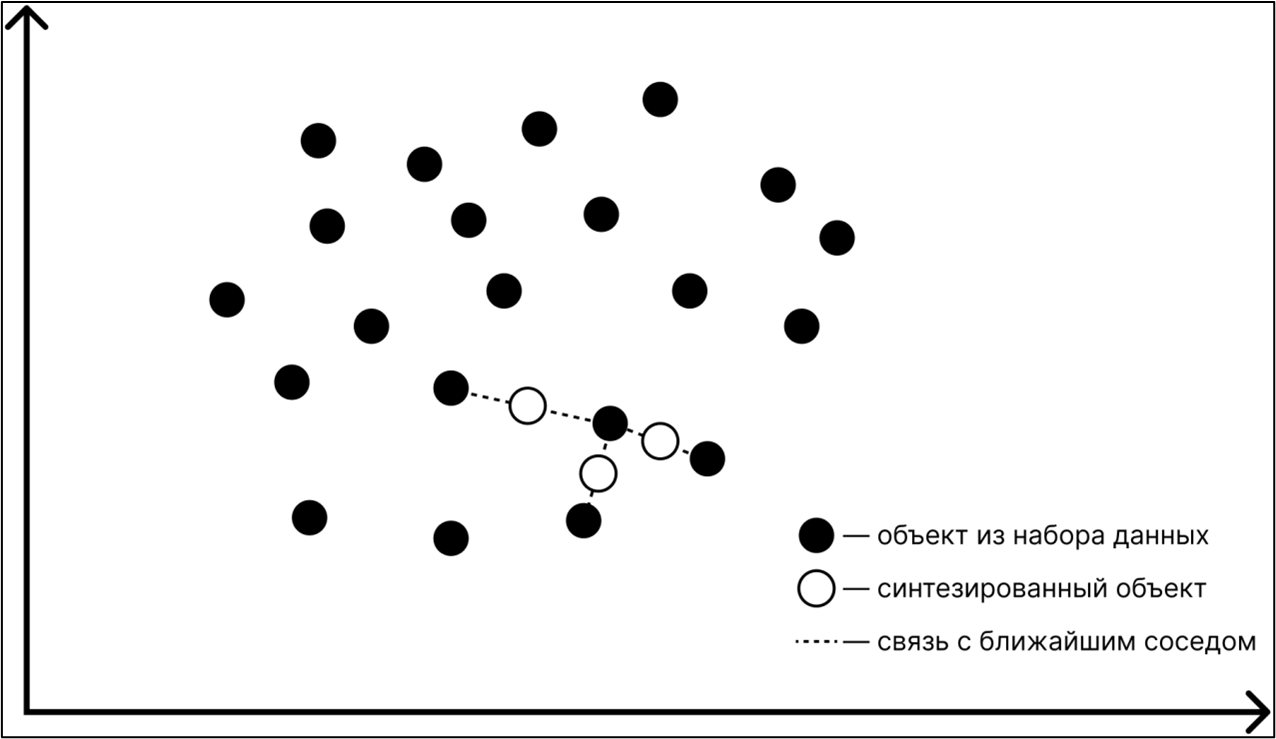 — объект из набора данных
— синтезированный объект
— связь с ближайшим соседом